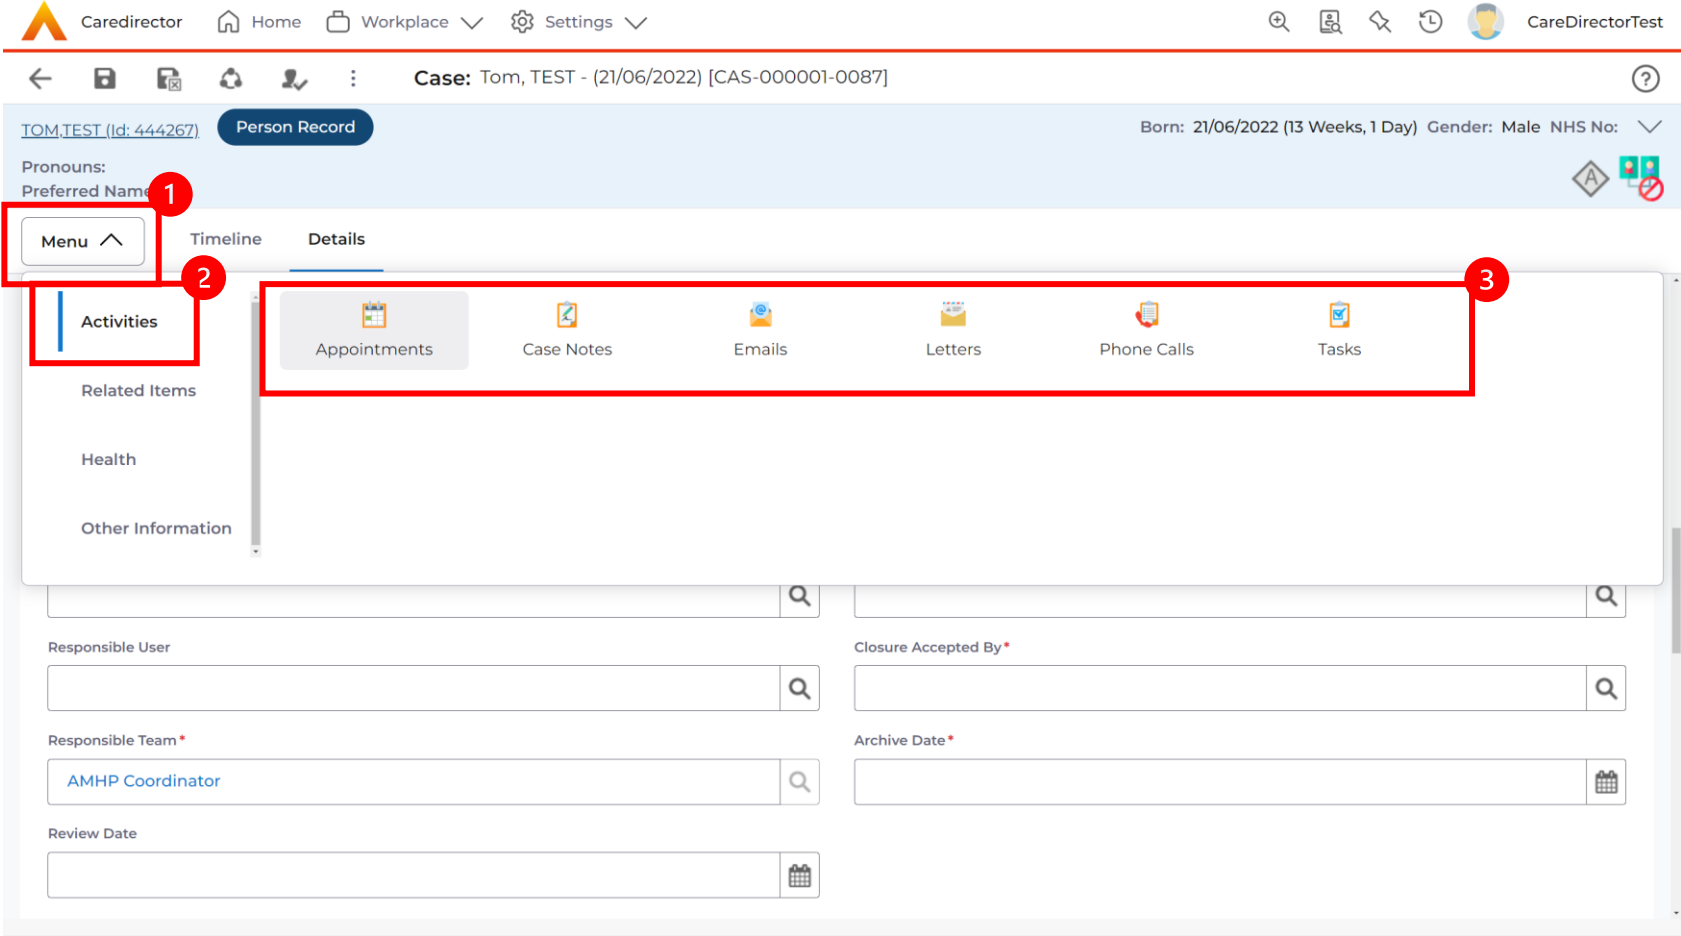 Caredirector Home Workplace Settings CareDirectorTest
Case: Tom, TEST - (21/06/2022) [CAS-000001-0087] ?
TOM,TEST (Id: 444267) Person Record Born: 21/06/2022 (13 Weeks, 1 Day) Gender: Male NHS No:
Pronouns:
A
Preferred Name
1
Menu Timeline Details
2
3
Activities
Appointments Case Notes Emails Letters Phone Calls Tasks
Related Items
Health
Other Information
Responsible User Closure Accepted By*
Responsible Team* Archive Date*
AMHP Coordinator
Review Date